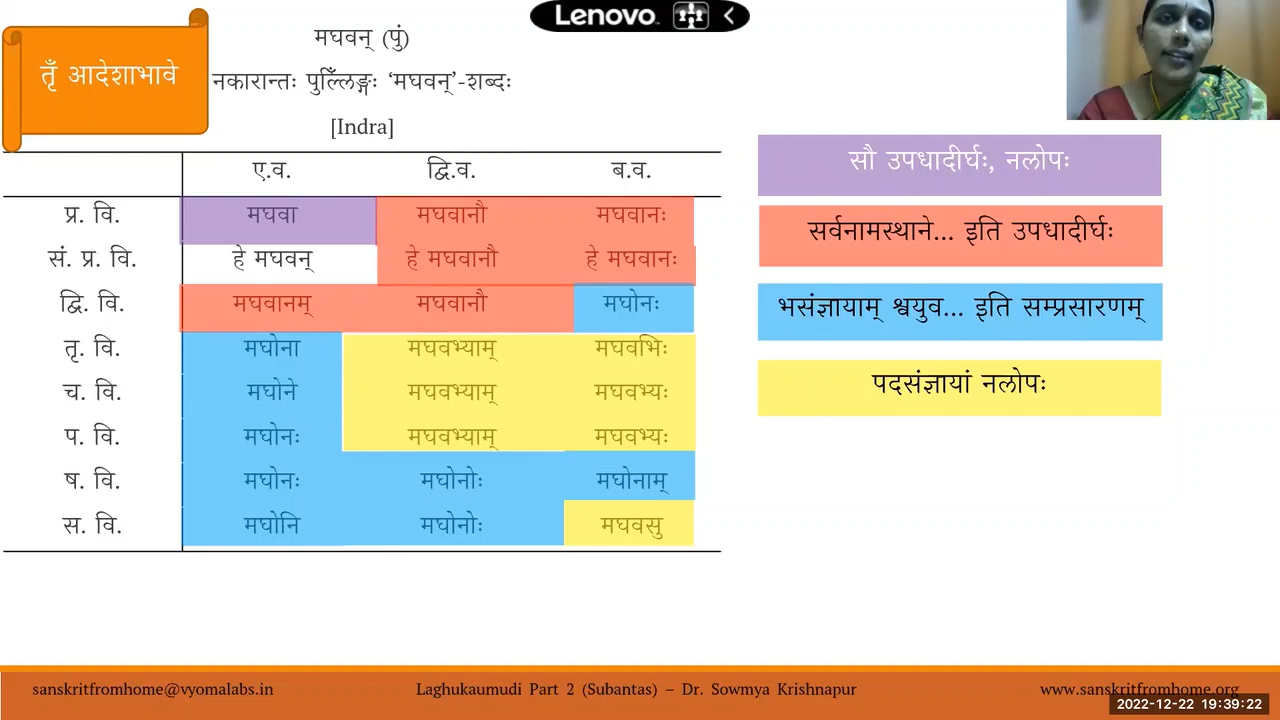 Lenovo
मघवन् (पुं)
तृँ आदेशाभावे
नकारान्तः पुल्लिँङ्गः ‘मघवन्’-शब्दः
[Indra]
ए.व. द्वि.व. ब.व.
प्र. वि. मघवा मघवानौ मघवानः
सं. प्र. वि. हे मघवन् हे मघवानौ हे मघवानः
द्वि. वि. मघवानम् मघवानौ मघोनः
तृ. वि. मघोना मघवभ्याम् मघवभिः
च. वि. मघोने मघवभ्याम् मघवभ्यः
प. वि. मघोनः मघवभ्याम् मघवभ्यः
ष. वि. मघोनः मघोनोः मघोनाम्
स. वि. मघोनि मघोनोः मघवसु
सौ उपधादीर्घः, नलोपः
सर्वनामस्थाने... इति उपधादीर्घः
भसंज्ञायाम् श्वयुव... इति सम्प्रसारणम्
पदसंज्ञायां नलोपः
sanskritfromhome@vyomalabs.in Laghukaumudi Part 2 (Subantas) – Dr. Sowmya Krishnapur www.sanskritfromhome.org
2022-12-22 19:39:22